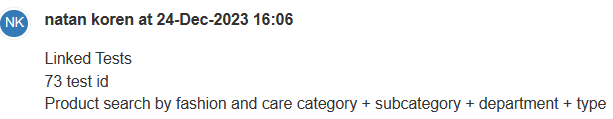 NK
natan koren at 24-Dec-2023 16:06
Linked Tests
73 test id
Product search by fashion and care category + subcategory + department + type